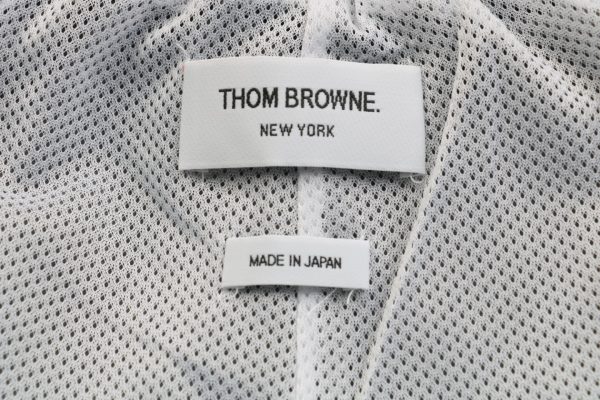 THOM BROWNE.
NEW YORK
MADE IN JAPAN